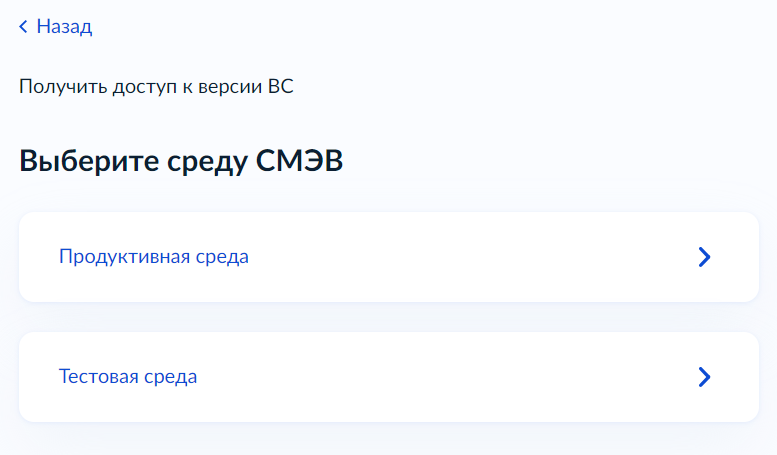 Назад
Получить доступ к версии ВС
Выберите среду СМЭВ
Продуктивная среда
Тестовая среда